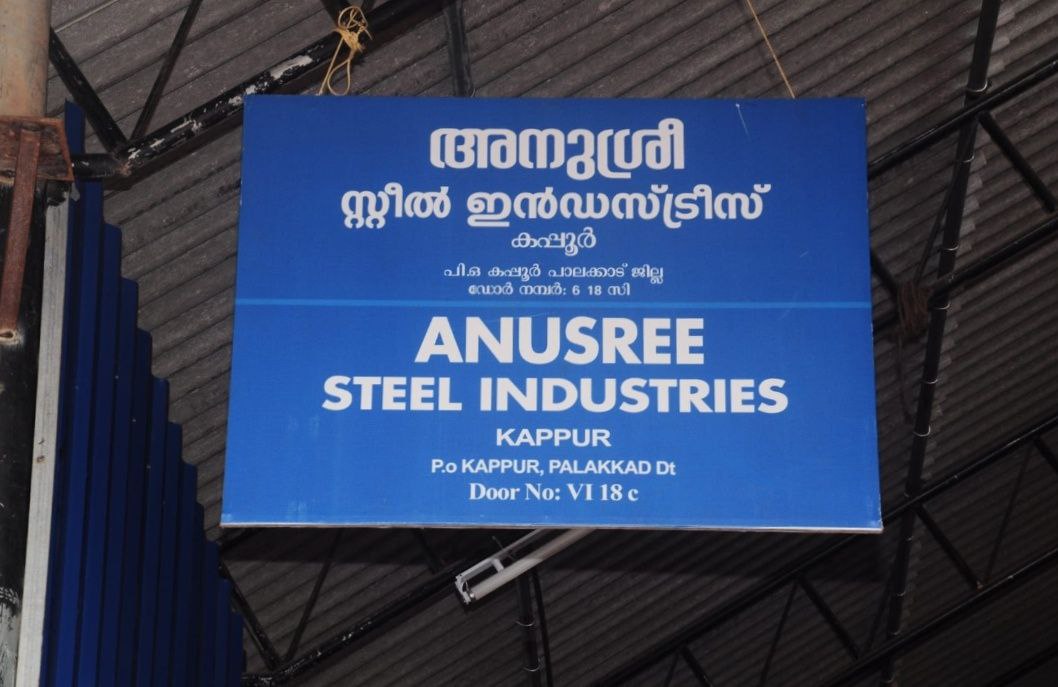 അനുശ്രീ
സ്റ്റീൽ ഇൻഡസ്ട്രീസ്
കപ്പൂർ
പി.ഒ കപ്പൂർ പാലക്കാട് ജില്ല
ഡോർ നമ്പർ: 6 18 സി
ANUSREE
STEEL INDUSTRIES
KAPPUR
P.o KAPPUR, PALAKKAD Dt
Door No: VI 18 c